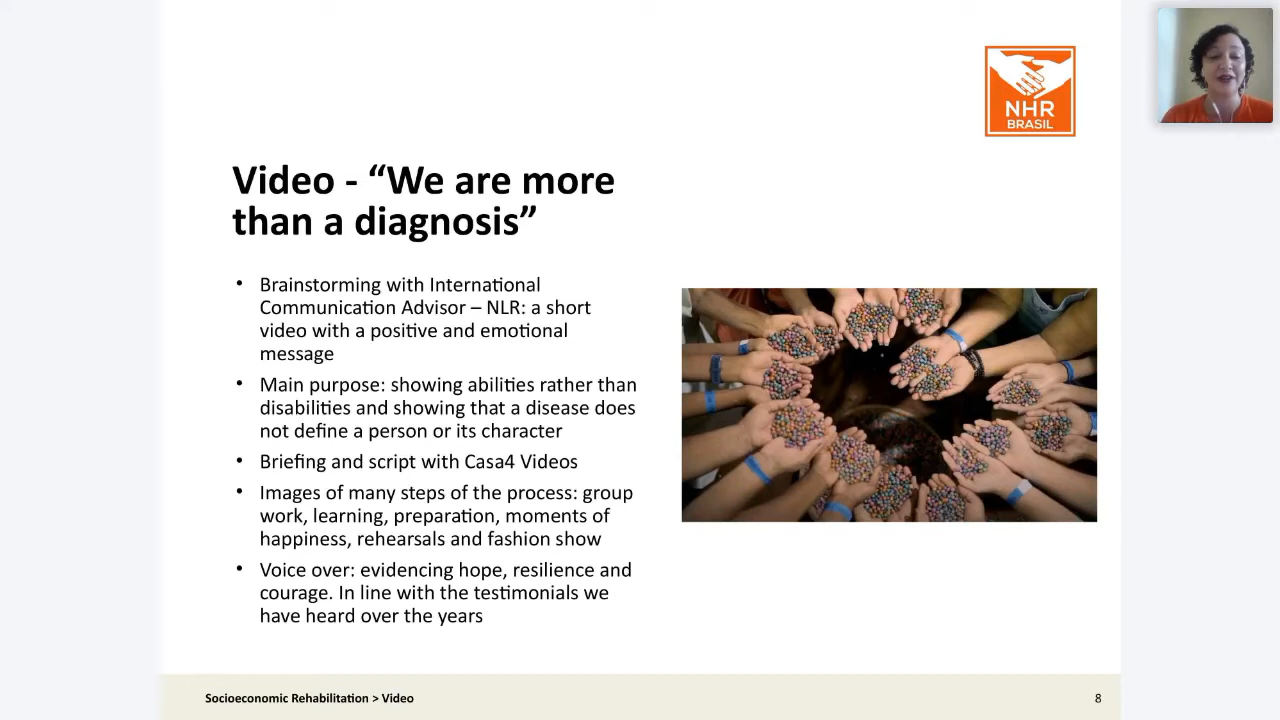 NHR
BRASIL
Video - “We are more
than a diagnosis”
• Brainstorming with International
Communication Advisor – NLR: a short
video with a positive and emotional
message
• Main purpose: showing abilities rather than
disabilities and showing that a disease does
not define a person or its character
• Briefing and script with Casa4 Videos
• Images of many steps of the process: group
work, learning, preparation, moments of
happiness, rehearsals and fashion show
• Voice over: evidencing hope, resilience and
courage. In line with the testimonials we
have heard over the years
Socioeconomic Rehabilitation > Video
8